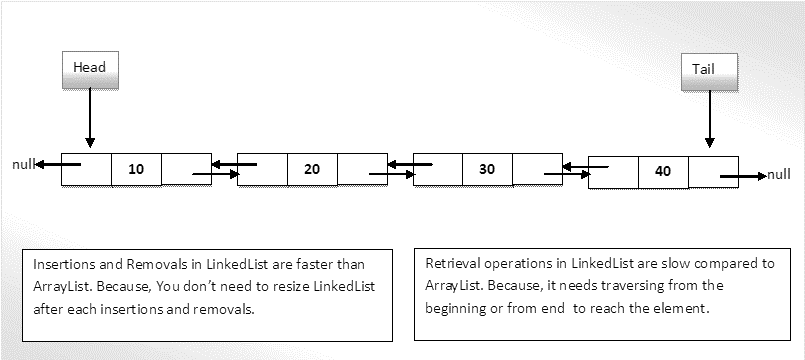 Head
Tail
null
10
20
30
40
null
Insertions and Removals in LinkedList are faster than
ArrayList. Because, You don't need to resize LinkedList
after each insertions and removals.
Retrieval operations in LinkedList are slow compared to
ArrayList. Because, it needs traversing from the
beginning or from end to reach the element.